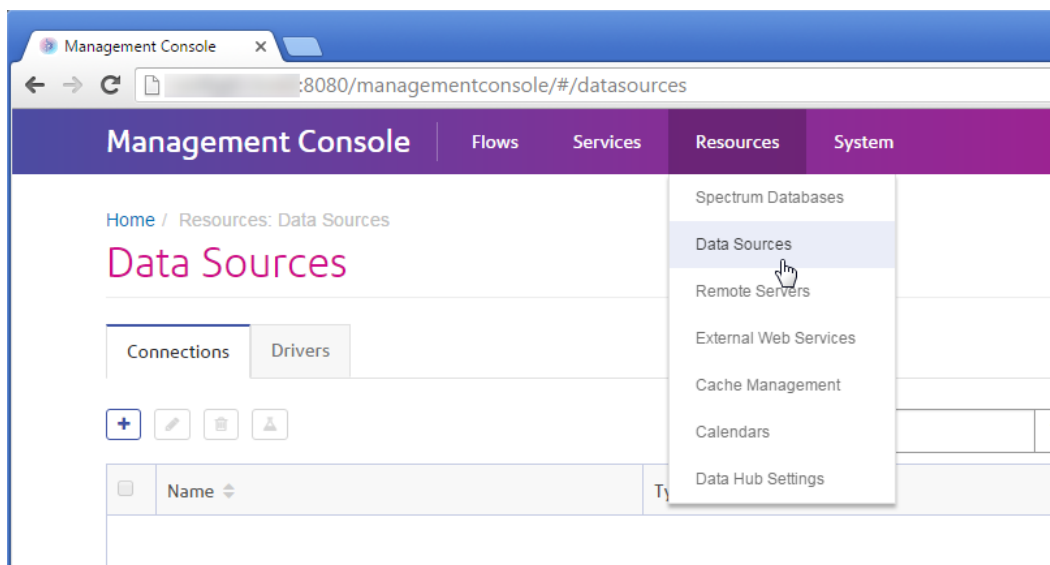 Management Console
:8080/managementconsole/#/datasources
Management Console Flows Services Resources System
Spectrum Databases
Data Sources
Remote Servers
External Web Services
Cache Management
Calendars
Data Hub Settings
Home / Resources: Data Sources
Data Sources
Connections Drivers
Name